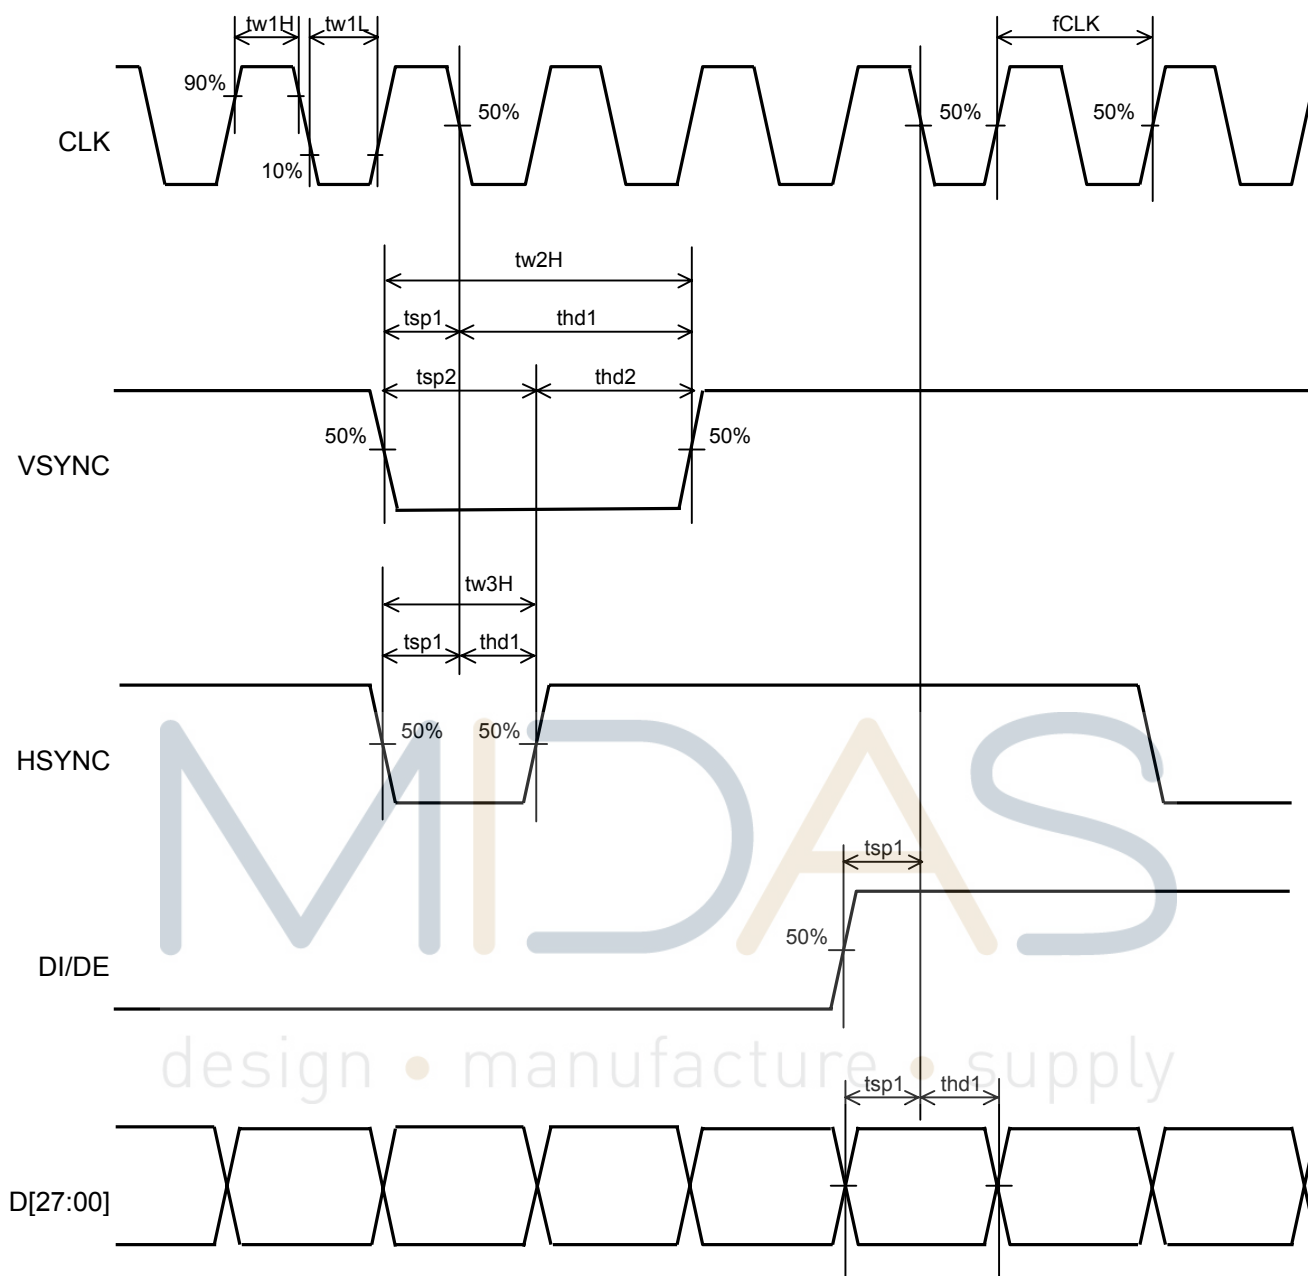 tw1H tw1L fCLK
90% 50% 50% 50%
CLK
10%
tw2H
tsp1 thd1
tsp2 thd2
50% 50%
VSYNC
tw3H
tsp1 thd1
50% 50%
HSYNC
MIDAS
tsp1
50%
DI/DE
design • manufacture • supply
tsp1 thd1
D[27:00]